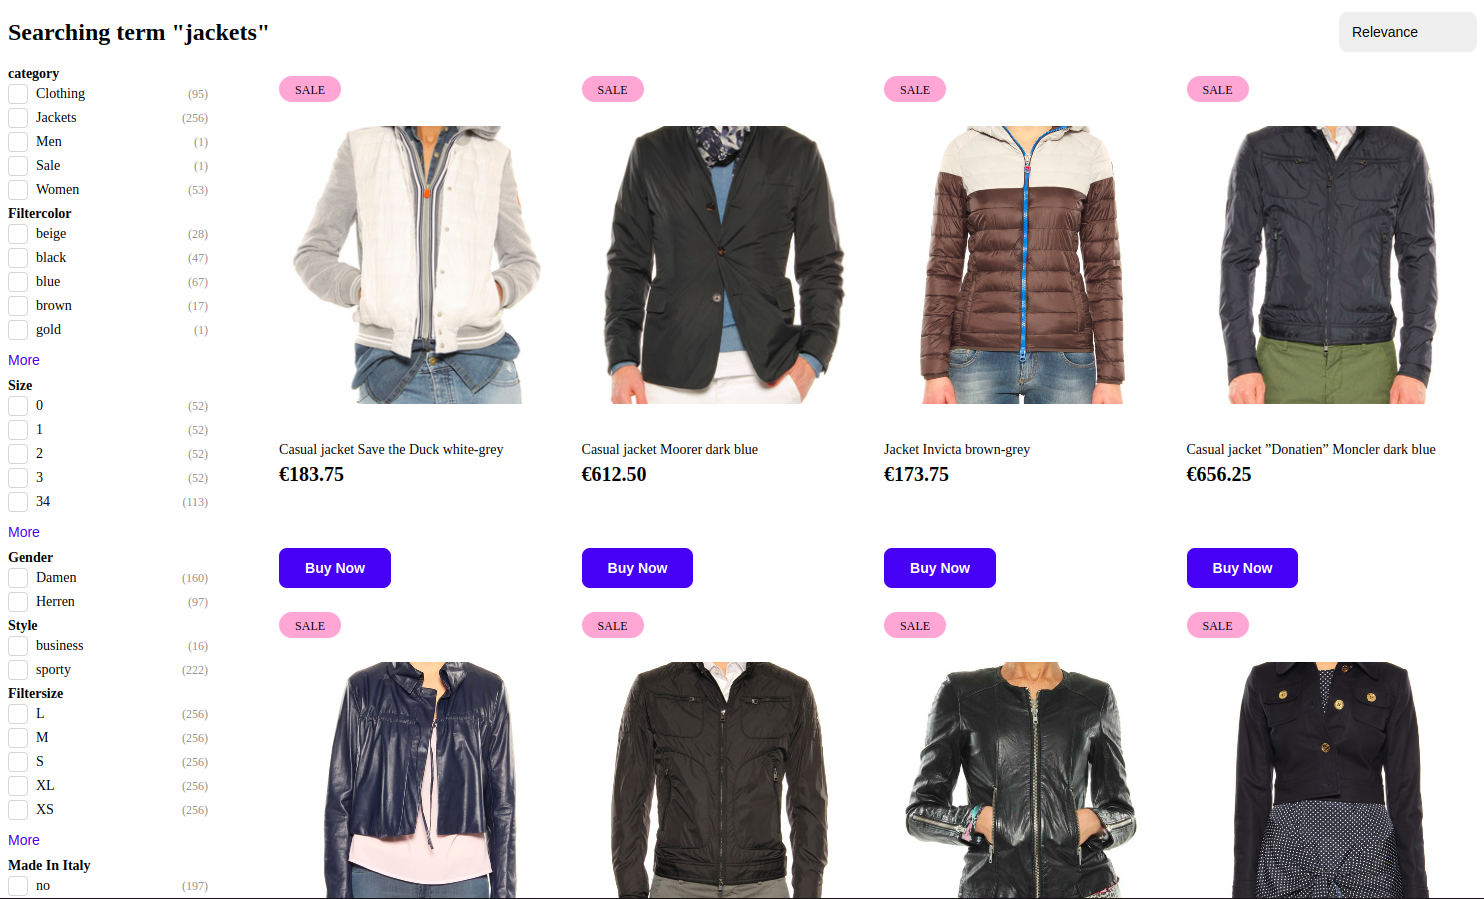 Searching term "jackets"
Relevance
category
Clothing (95)
Jackets (256)
Men (1)
Sale (1)
Women (53)
Filtercolor
beige (28)
black (47)
blue (67)
brown (17)
gold (1)
More
Size
0 (52)
1 (52)
2 (52)
3 (52)
34 (113)
More
Gender
Damen (160)
Herren (97)
Style
business (16)
sporty (222)
Filtersize
L (256)
M (256)
S (256)
XL (256)
XS (256)
More
Made In Italy
no (197)
SALE
Casual jacket Save the Duck white-grey
€183.75
Buy Now
SALE
Casual jacket Moorer dark blue
€612.50
Buy Now
SALE
Jacket Invicta brown-grey
€173.75
Buy Now
SALE
Casual jacket ”Donatien” Moncler dark blue
€656.25
Buy Now
SALE
SALE
SALE
SALE